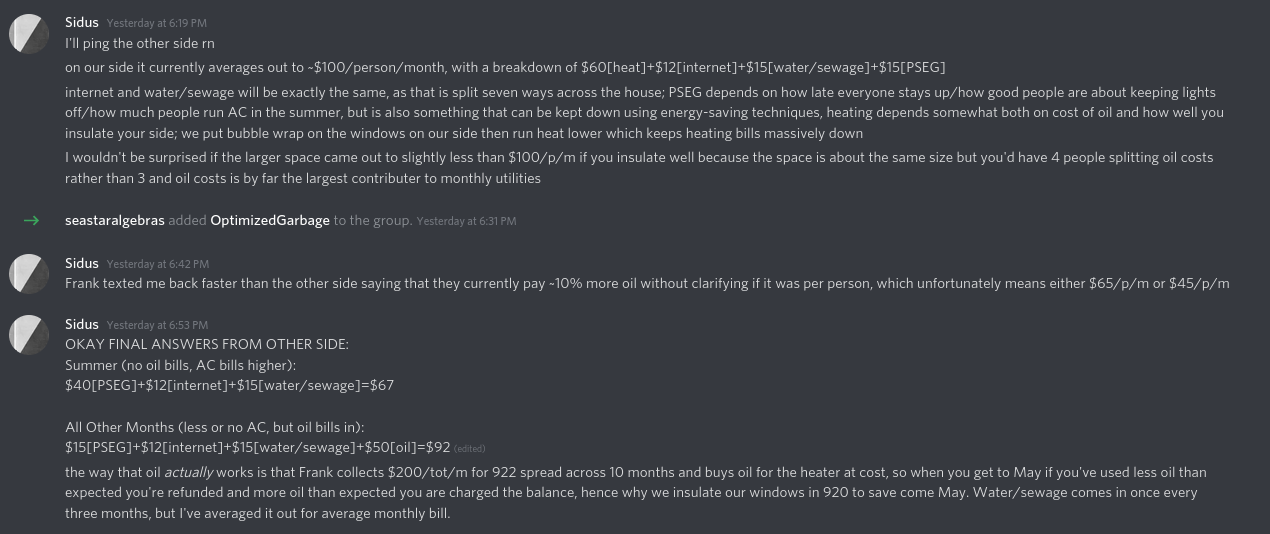 Sidus Yesterday at 6:19 PM
I'll ping the other side rn
on our side it currently averages out to ~$100/person/month, with a breakdown of $60[heat]+$12[internet]+$15[water/sewage]+$15[PSEG]
internet and water/sewage will be exactly the same, as that is split seven ways across the house; PSEG depends on how late everyone stays up/how good people are about keeping lights
off/how much people run AC in the summer, but is also something that can be kept down using energy-saving techniques, heating depends somewhat both on cost of oil and how well you
insulate your side; we put bubble wrap on the windows on our side then run heat lower which keeps heating bills massively down
I wouldn't be surprised if the larger space came out to slightly less than $100/p/m if you insulate well because the space is about the same size but you'd have 4 people splitting oil costs
rather than 3 and oil costs is by far the largest contributer to monthly utilities
seastaralgebras added OptimizedGarbage to the group. Yesterday at 6:31 PM
Sidus Yesterday at 6:42 PM
Frank texted me back faster than the other side saying that they currently pay ~10% more oil without clarifying if it was per person, which unfortunately means either $65/p/m or $45/p/m
Sidus Yesterday at 6:53 PM
OKAY FINAL ANSWERS FROM OTHER SIDE:
Summer (no oil bills, AC bills higher):
$40[PSEG]+$12[internet]+$15[water/sewage]=$67
All Other Months (less or no AC, but oil bills in):
$15[PSEG]+$12[internet]+$15[water/sewage]+$50[oil]=$92 (edited)
the way that oil actually works is that Frank collects $200/tot/m for 922 spread across 10 months and buys oil for the heater at cost, so when you get to May if you've used less oil than
expected you're refunded and more oil than expected you are charged the balance, hence why we insulate our windows in 920 to save come May. Water/sewage comes in once every
three months, but I've averaged it out for average monthly bill.